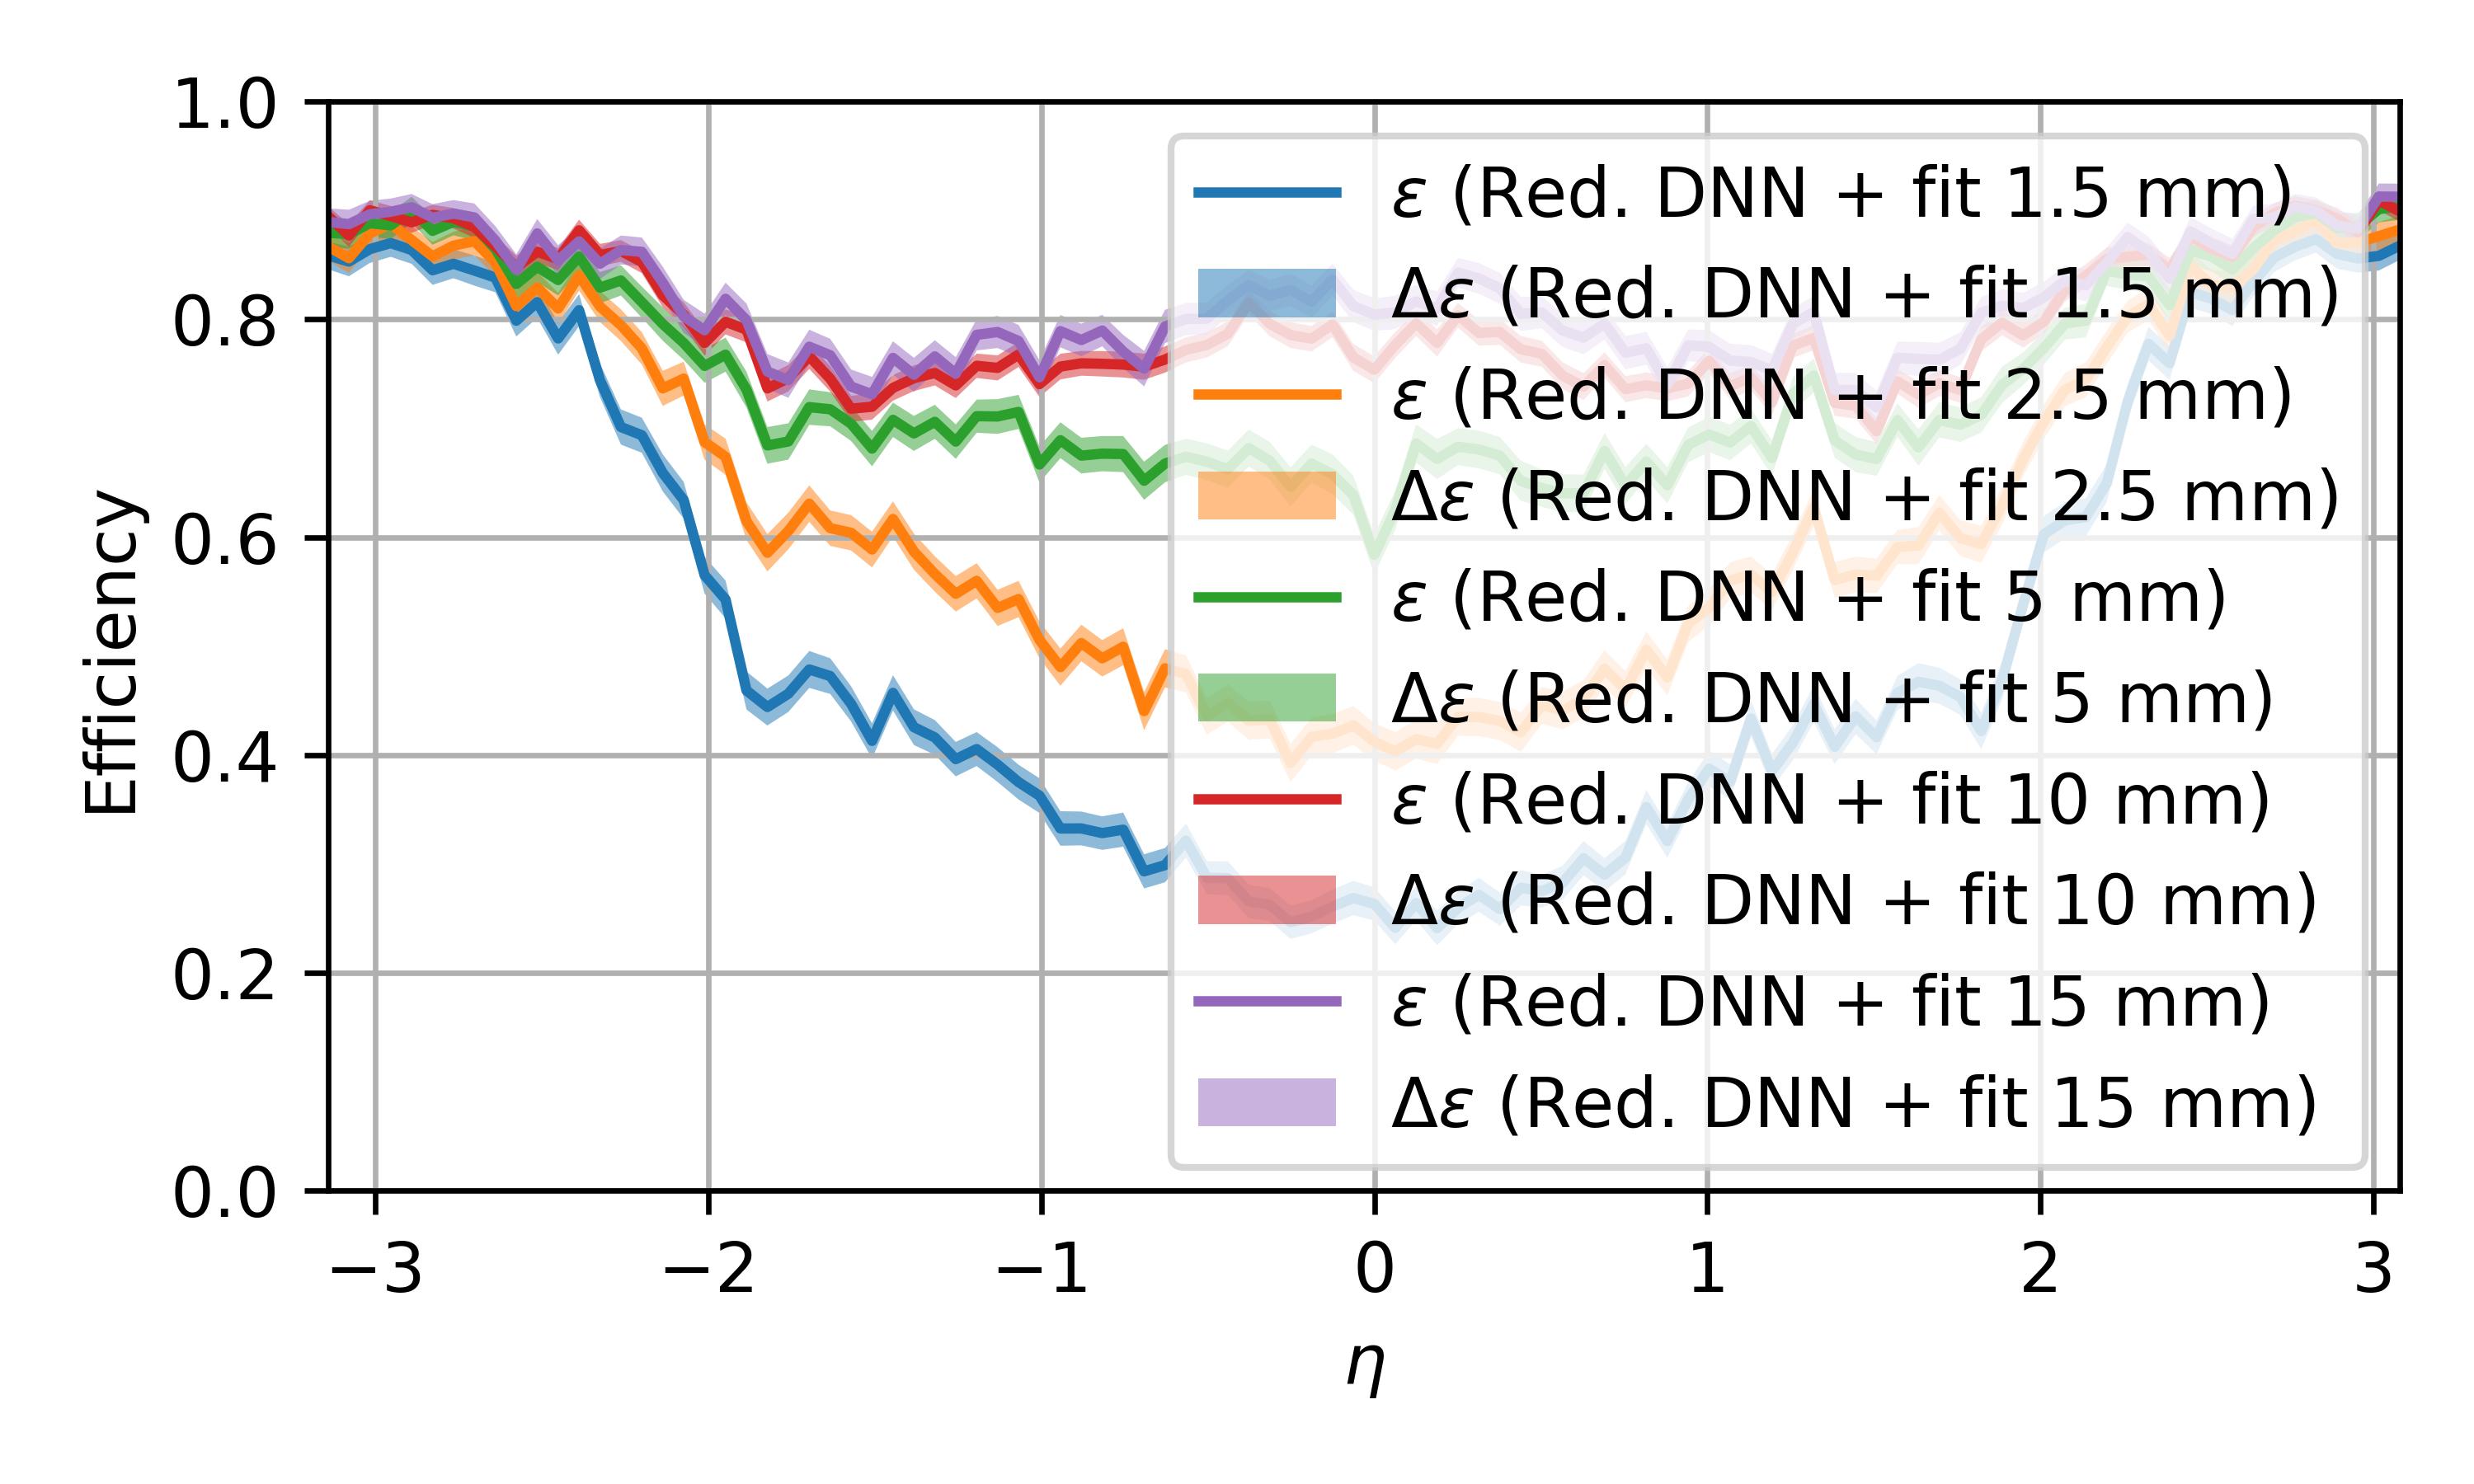 Efficiency
1.0
0.8
0.6
0.4
0.2
0.0
−3
−2
−1
0
1
2
3
η
ε (Red. DNN + fit 1.5 mm)
Δε (Red. DNN + fit 1.5 mm)
ε (Red. DNN + fit 2.5 mm)
Δε (Red. DNN + fit 2.5 mm)
ε (Red. DNN + fit 5 mm)
Δε (Red. DNN + fit 5 mm)
ε (Red. DNN + fit 10 mm)
Δε (Red. DNN + fit 10 mm)
ε (Red. DNN + fit 15 mm)
Δε (Red. DNN + fit 15 mm)